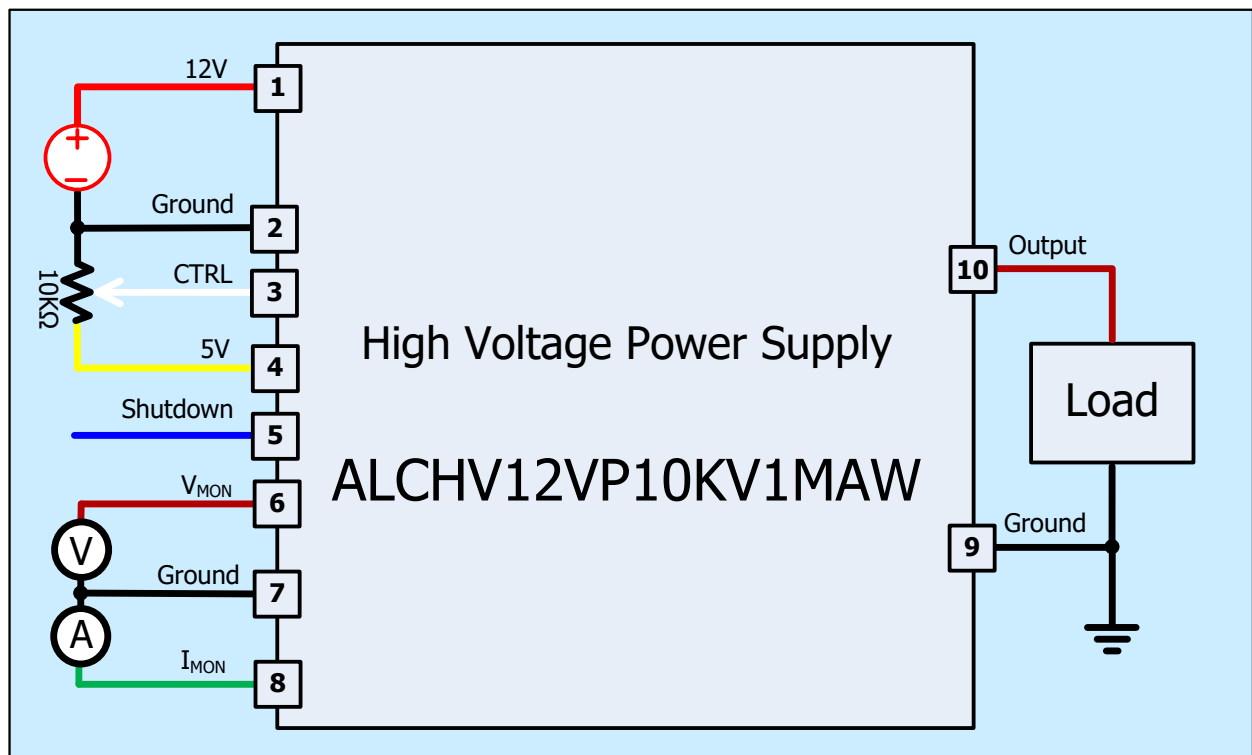 12V
1
+
−
Ground
2
10KΩ
CTRL
3
5V
4
Shutdown
5
VMON
6
V
Ground
7
A
IMON
8
High Voltage Power Supply
ALCHV12VP10KV1MAW
Output
10
Load
Ground
9